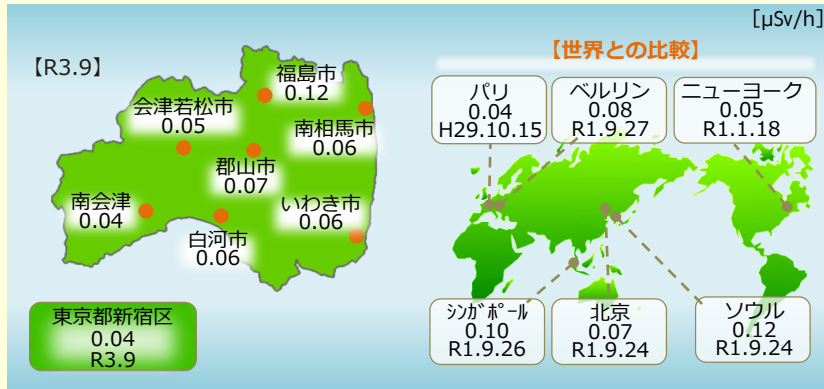 [μSv/h]
【R3.9】
福島市
0.12
会津若松市
0.05
南相馬市
0.06
郡山市
0.07
南会津
0.04
いわき市
0.06
白河市
0.06
東京都新宿区
0.04
R3.9
【世界との比較】
パリ
0.04
H29.10.15
ベルリン
0.08
R1.9.27
ニューヨーク
0.05
R1.1.18
シンガポール
0.10
R1.9.26
北京
0.07
R1.9.24
ソウル
0.12
R1.9.24